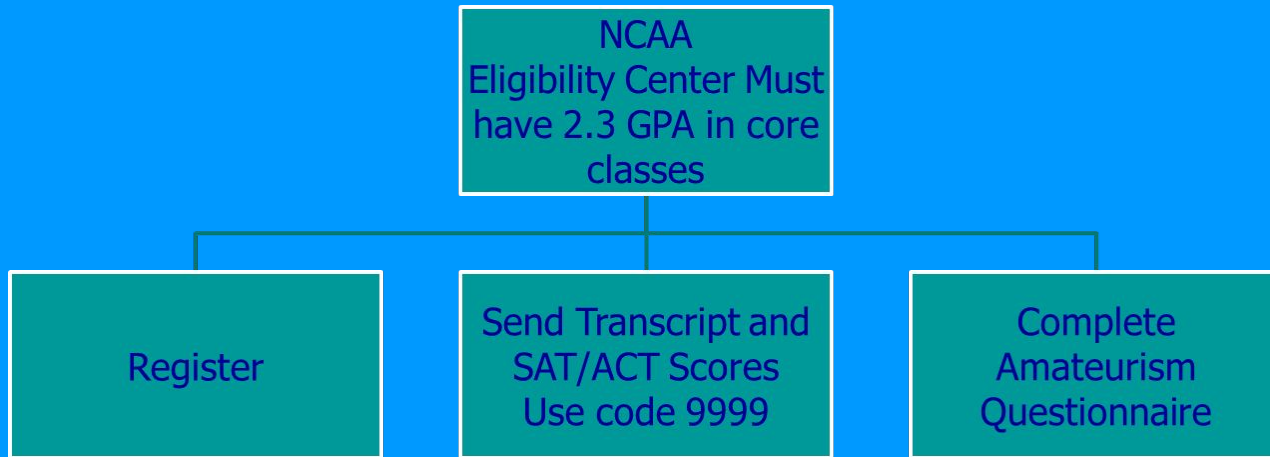 NCAA
Eligibility Center Must
have 2.3 GPA in core
classes
Register
Send Transcript and
SAT/ACT Scores
Use code 9999
Complete
Amateurism
Questionnaire